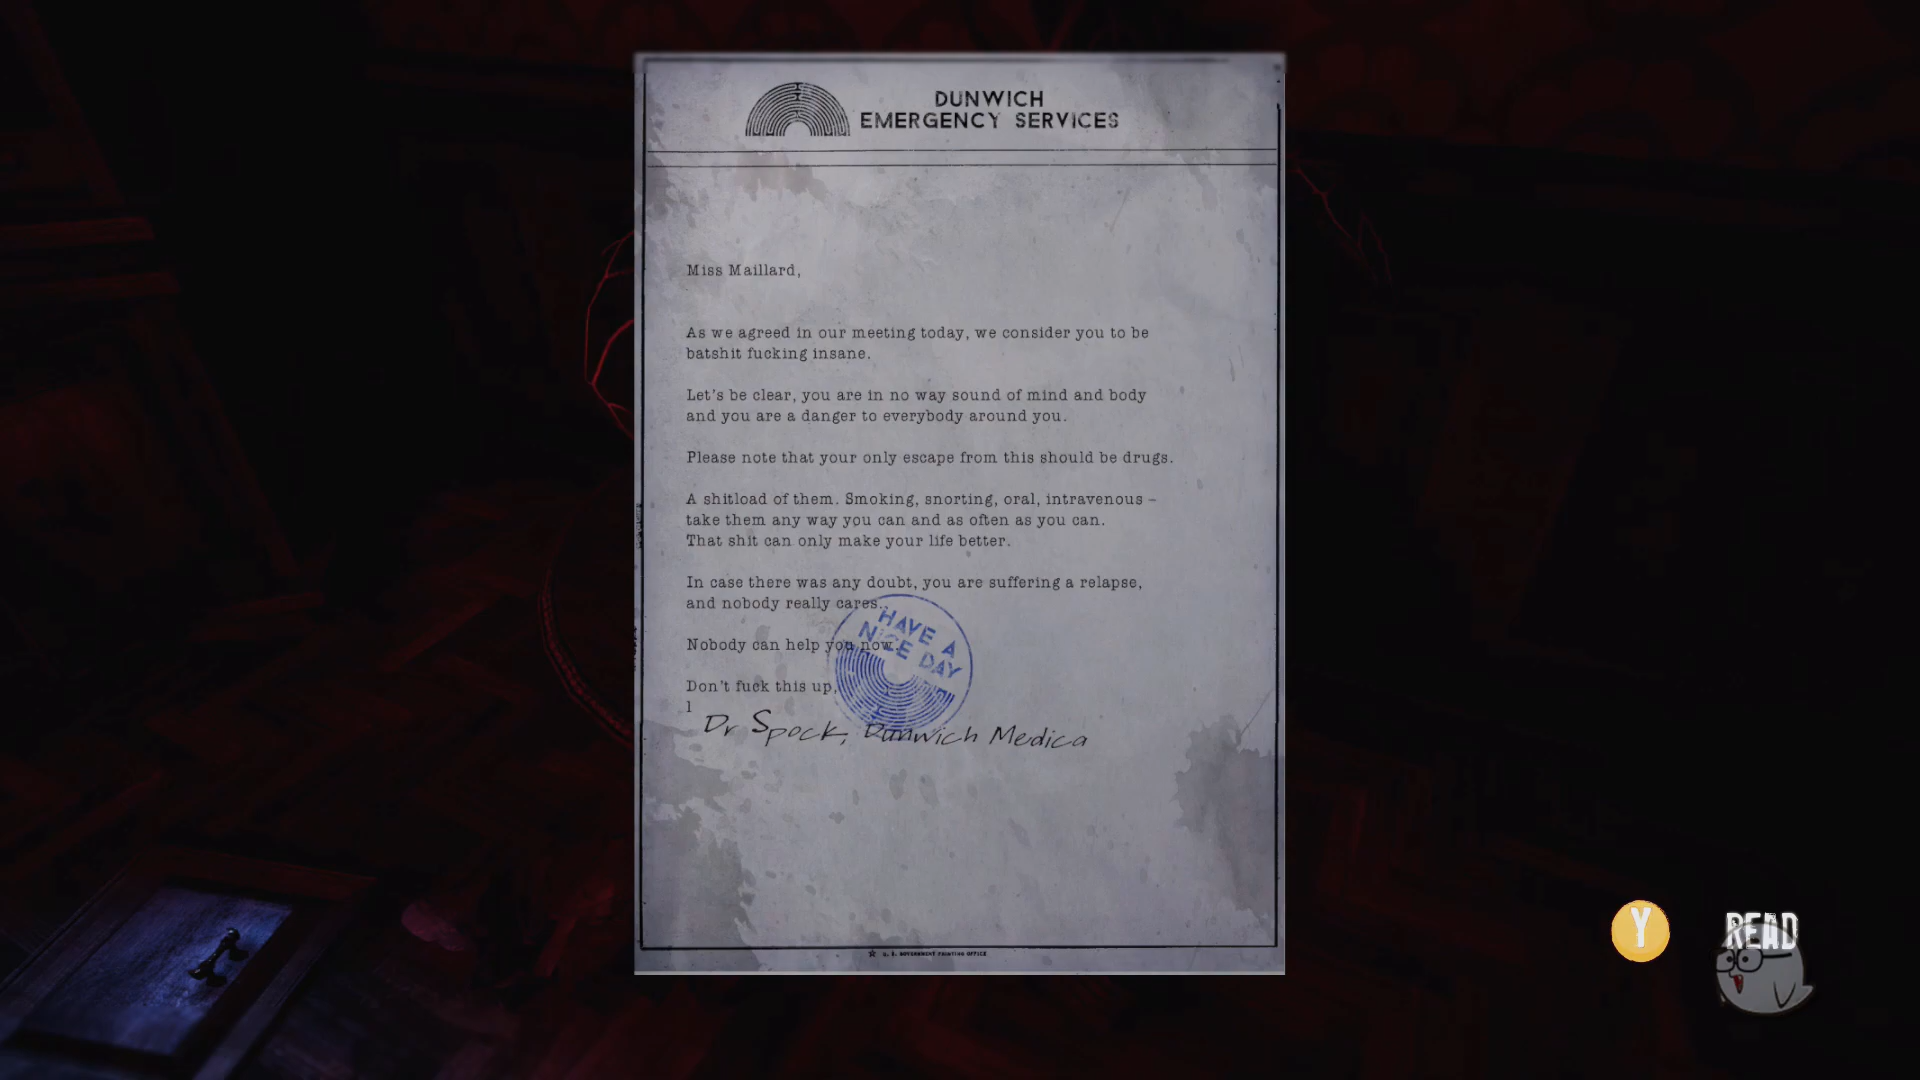 DUNWICH
EMERGENCY SERVICES
Miss Maillard,
As we agreed in our meeting today, we consider you to be
batshit fucking insane.
Let's be clear, you are in no way sound of mind and body
and you are a danger to everybody around you.
Please note that your only escape from this should be drugs.
A shitload of them. Smoking, snorting, oral, intravenous –
take them any way you can and as often as you can.
That shit can only make your life better.
In case there was any doubt, you are suffering a relapse,
and nobody really cares.
Nobody can help you now.
HAVE A
NICE DAY
Don't fuck this up,
1
Dr Spock, Dunwich Medica
U. S. GOVERNMENT PRINTING OFFICE
Y READ